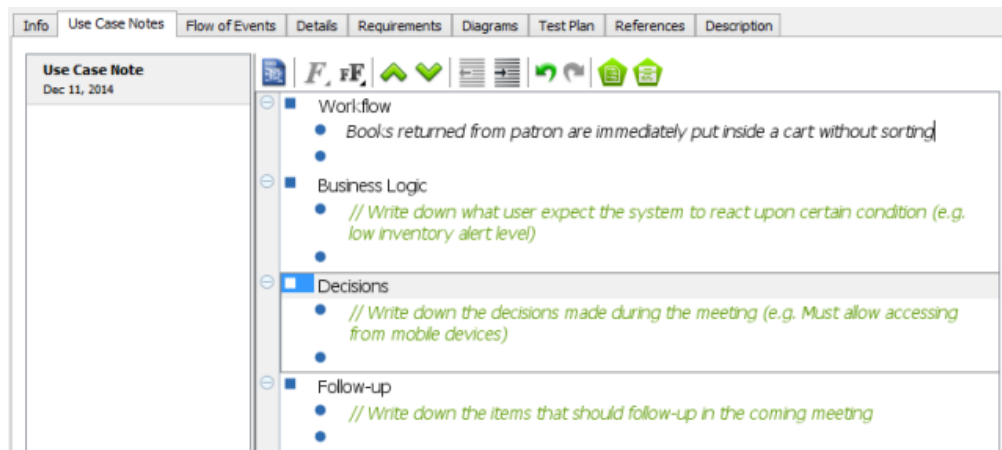 Info Use Case Notes Flow of Events Details Requirements Diagrams Test Plan References Description
Use Case Note
Dec 11, 2014
Workflow
Books returned from patron are immediately put inside a cart without sorting
Business Logic
// Write down what user expect the system to react upon certain condition (e.g.
low inventory alert level)
Decisions
// Write down the decisions made during the meeting (e.g. Must allow accessing
from mobile devices)
Follow-up
// Write down the items that should follow-up in the coming meeting